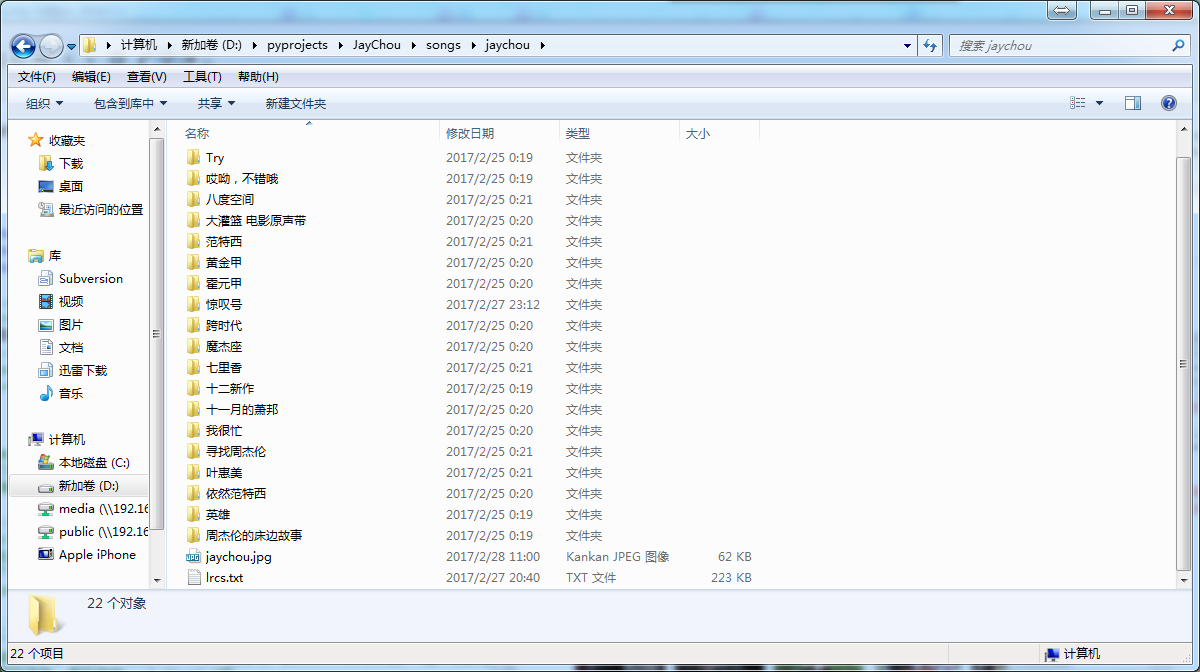 计算机 新加卷 (D:) pyprojects JayChou songs jaychou 搜索 jaychou
文件(F) 编辑(E) 查看(V) 工具(T) 帮助(H)
组织 包含到库中 共享 新建文件夹
收藏夹
下载
桌面
最近访问的位置
库
Subversion
视频
图片
文档
迅雷下载
音乐
计算机
本地磁盘 (C:)
新加卷 (D:)
media (\\192.16
public (\\192.16
Apple iPhone
名称 修改日期 类型 大小
Try 2017/2/25 0:19 文件夹
哎呦，不错哦 2017/2/25 0:19 文件夹
八度空间 2017/2/25 0:21 文件夹
大灌篮 电影原声带 2017/2/25 0:20 文件夹
范特西 2017/2/25 0:21 文件夹
黄金甲 2017/2/25 0:20 文件夹
霍元甲 2017/2/25 0:20 文件夹
惊叹号 2017/2/27 23:12 文件夹
跨时代 2017/2/25 0:20 文件夹
魔杰座 2017/2/25 0:20 文件夹
七里香 2017/2/25 0:21 文件夹
十二新作 2017/2/25 0:19 文件夹
十一月的萧邦 2017/2/25 0:20 文件夹
我很忙 2017/2/25 0:20 文件夹
寻找周杰伦 2017/2/25 0:21 文件夹
叶惠美 2017/2/25 0:21 文件夹
依然范特西 2017/2/25 0:20 文件夹
英雄 2017/2/25 0:19 文件夹
周杰伦的床边故事 2017/2/25 0:19 文件夹
jaychou.jpg 2017/2/28 11:00 Kankan JPEG 图像 62 KB
lrcs.txt 2017/2/27 20:40 TXT 文件 223 KB
22 个对象
22 个项目 计算机